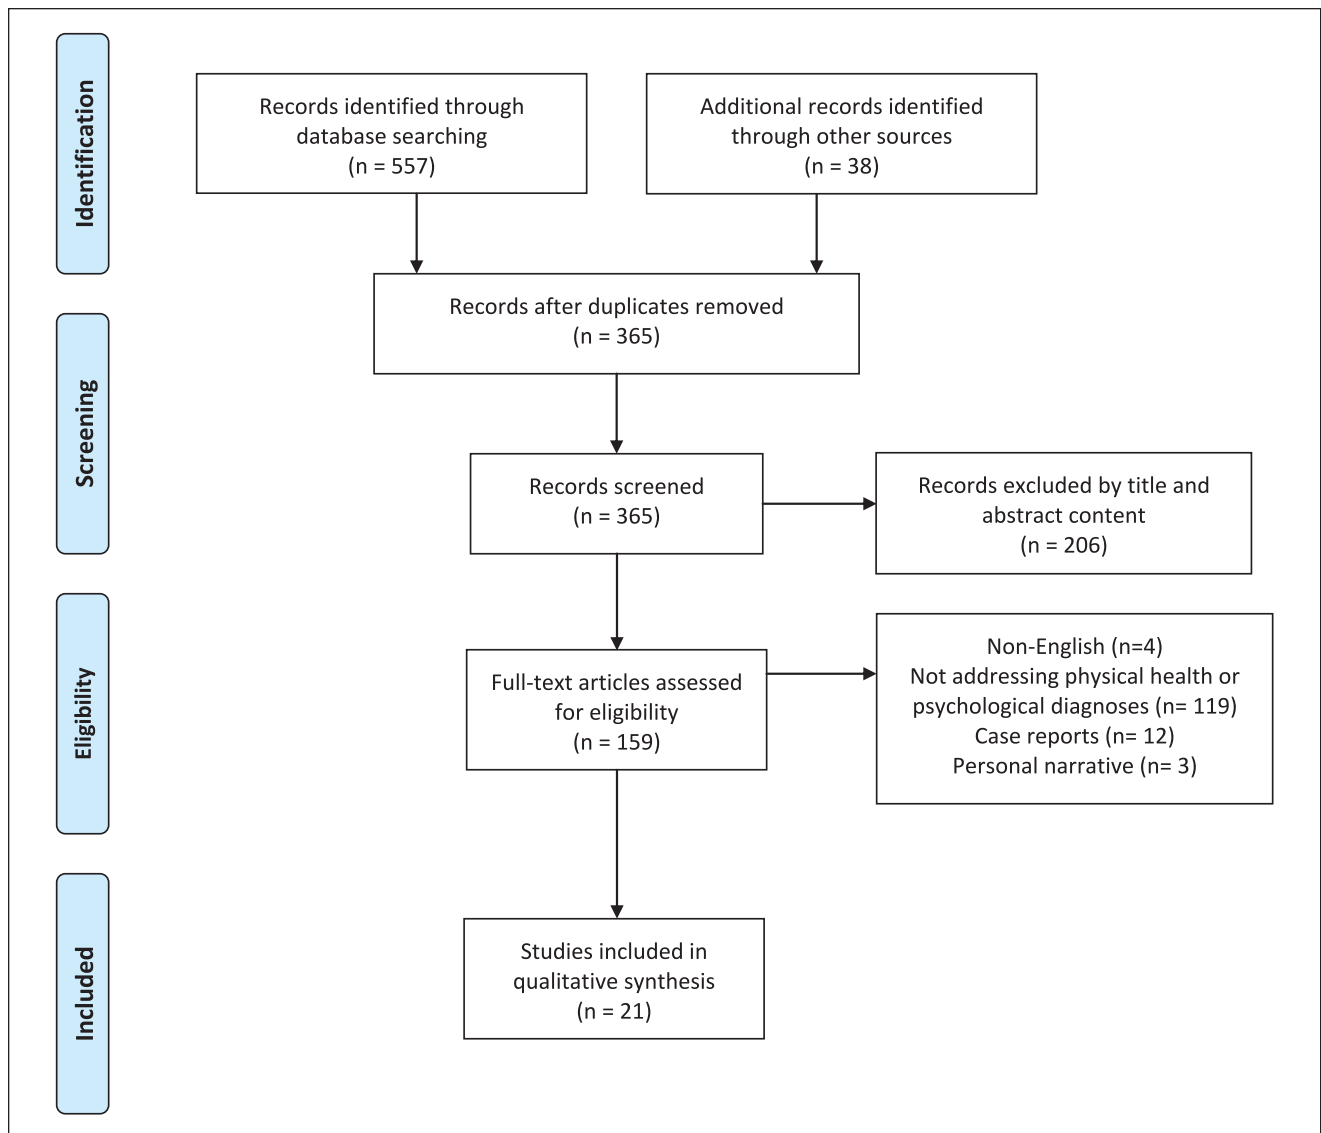 Identification
Records identified through
database searching
(n = 557)
Additional records identified
through other sources
(n = 38)
Records after duplicates removed
(n = 365)
Screening
Records screened
(n = 365)
Records excluded by title and
abstract content
(n = 206)
Eligibility
Full-text articles assessed
for eligibility
(n = 159)
Non-English (n=4)
Not addressing physical health or
psychological diagnoses (n= 119)
Case reports (n= 12)
Personal narrative (n= 3)
Included
Studies included in
qualitative synthesis
(n = 21)